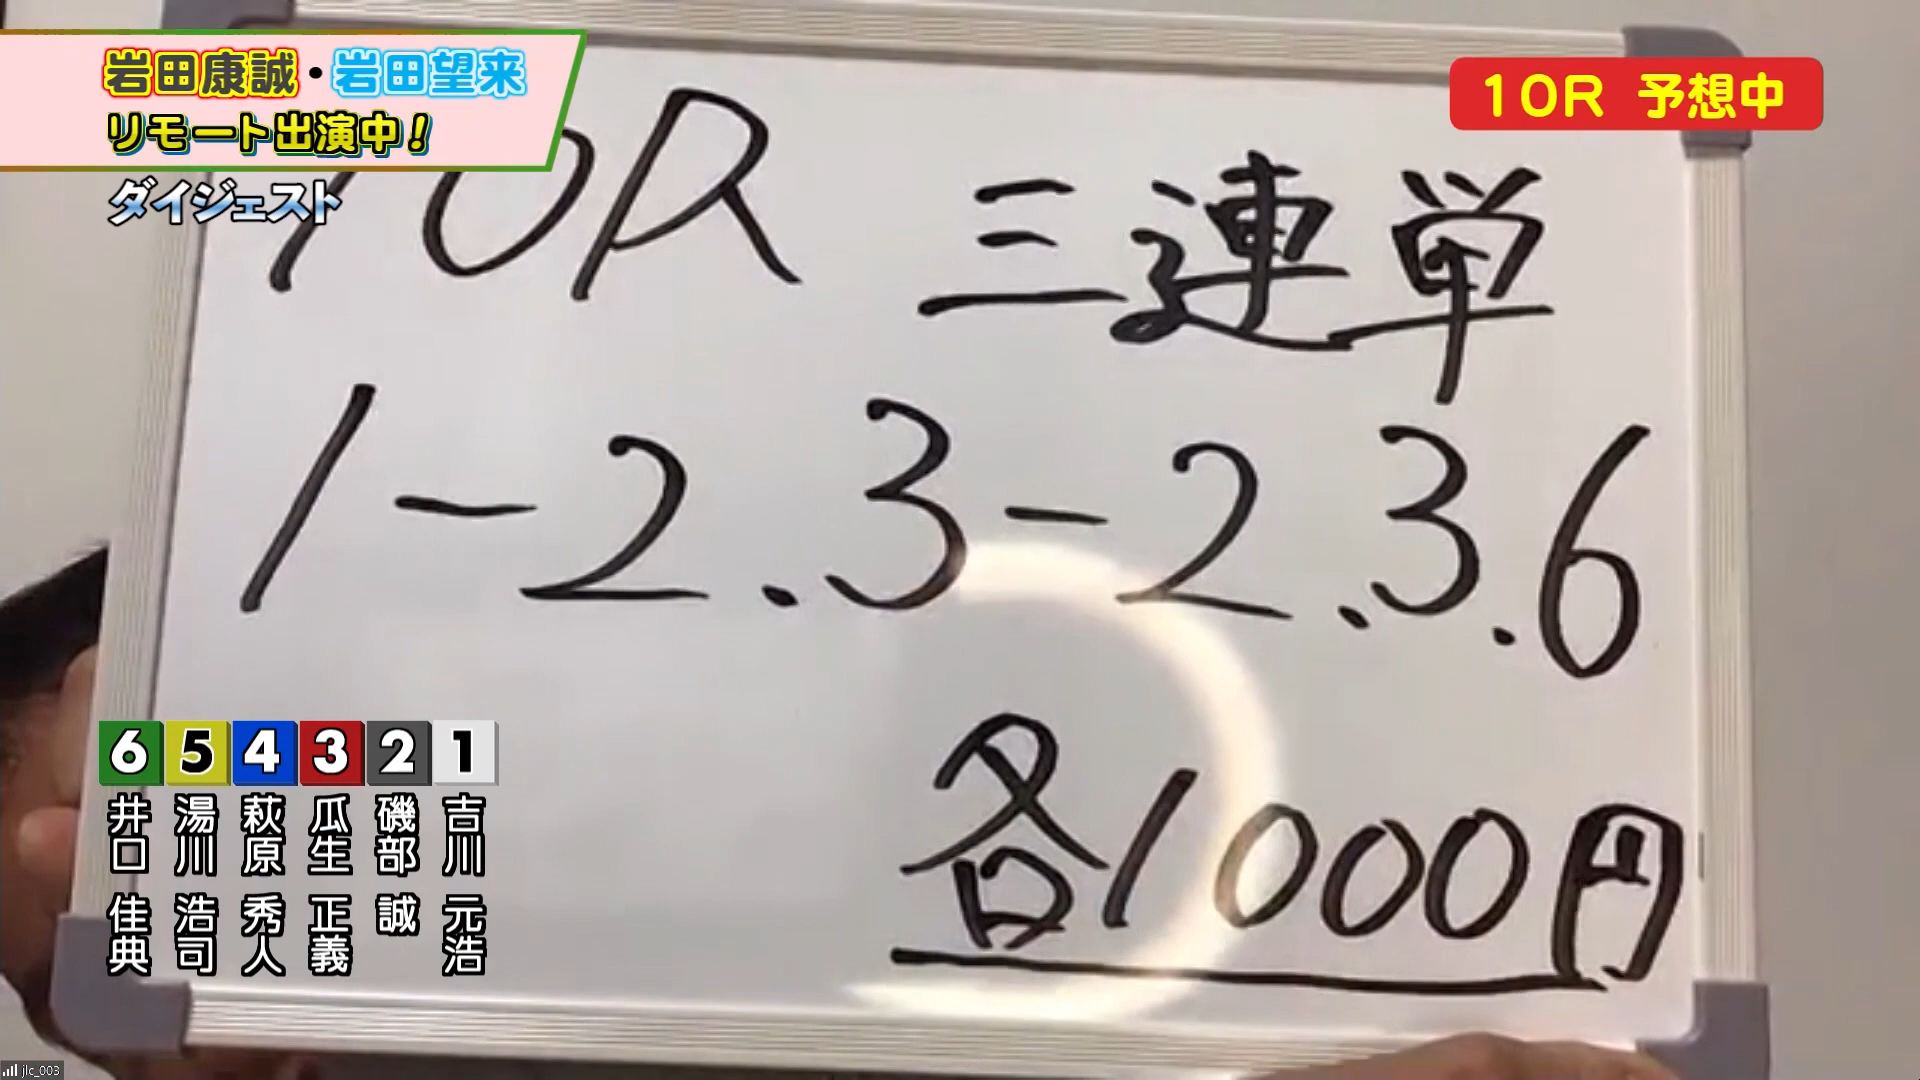 岩田康誠・岩田望来
リモート出演中!
ダイジェスト
10R 予想中
10R 三連単
1-2.3-2.3.6
各1000円
6 5 4 3 2 1
井口 佳典
湯川 浩司
萩原 秀人
瓜生 正義
磯部 誠
吉川 元浩
jlc_003